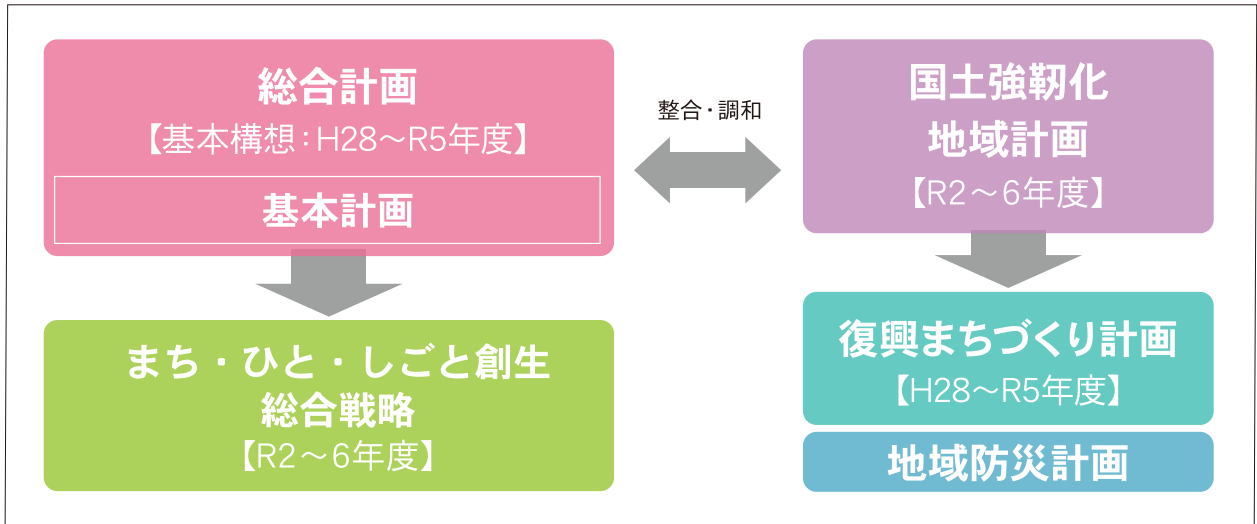 総合計画
【基本構想：H28～R5年度】
基本計画
整合・調和
国土強靭化
地域計画
【R2～6年度】
まち・ひと・しごと創生
総合戦略
【R2～6年度】
復興まちづくり計画
【H28～R5年度】
地域防災計画